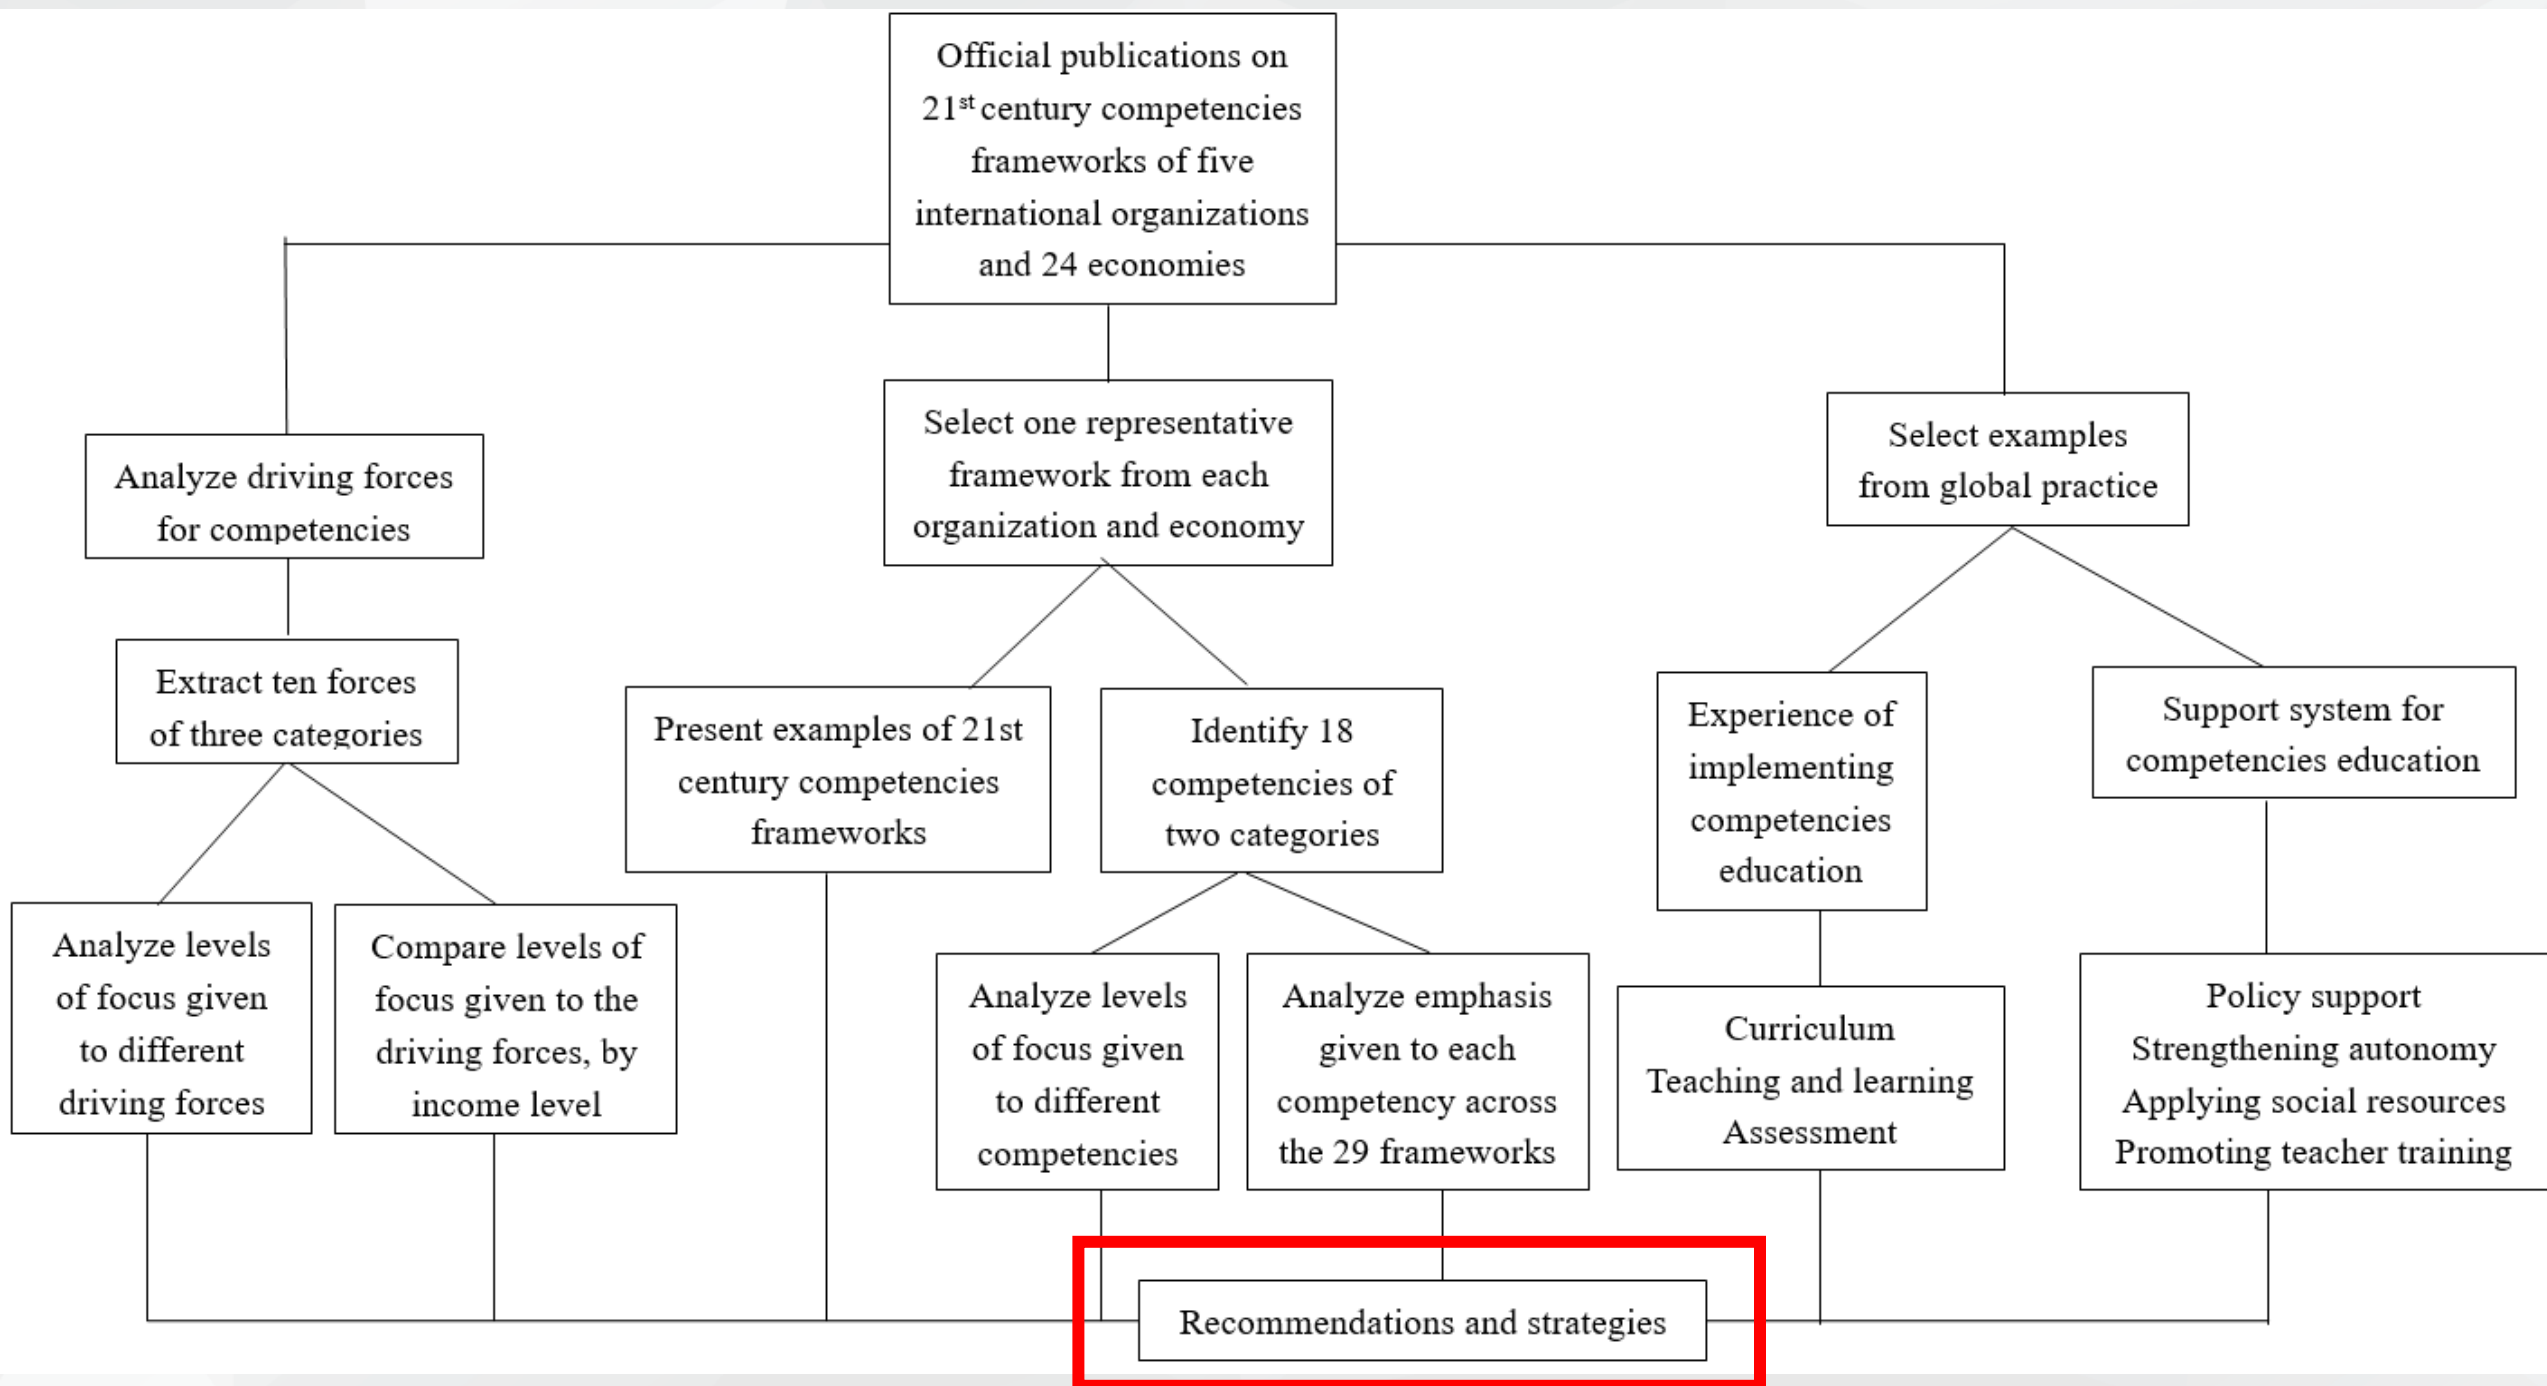 Official publications on
21st century competencies
frameworks of five
international organizations
and 24 economies
Analyze driving forces
for competencies
Select one representative
framework from each
organization and economy
Select examples
from global practice
Extract ten forces
of three categories
Present examples of 21st
century competencies
frameworks
Identify 18
competencies of
two categories
Experience of
implementing
competencies
education
Support system for
competencies education
Analyze levels
of focus given
to different
driving forces
Compare levels of
focus given to the
driving forces, by
income level
Analyze levels
of focus given
to different
competencies
Analyze emphasis
given to each
competency across
the 29 frameworks
Curriculum
Teaching and learning
Assessment
Policy support
Strengthening autonomy
Applying social resources
Promoting teacher training
Recommendations and strategies